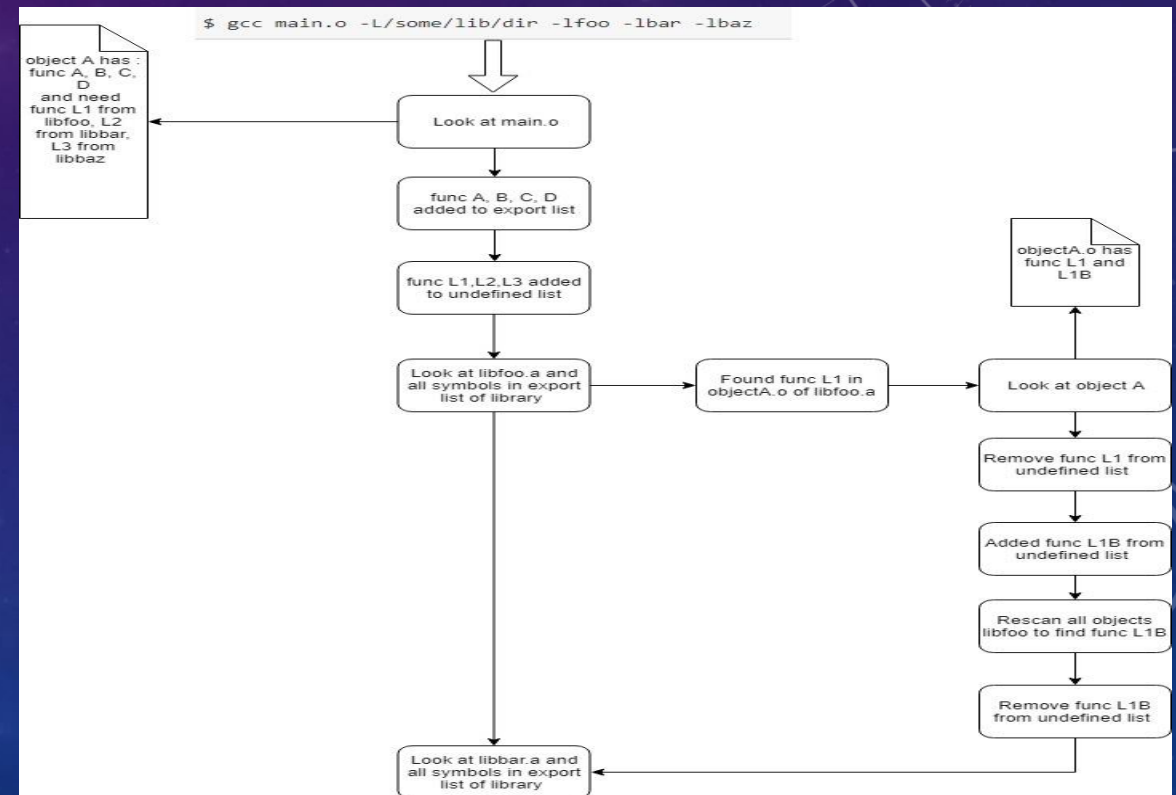 $ gcc main.o -L/some/lib/dir -lfoo -lbar -lbaz
object A has :
func A, B, C,
D
and need
func L1 from
libfoo, L2
from libbar,
L3 from
libbaz
Look at main.o
func A, B, C, D
added to export list
func L1,L2,L3 added
to undefined list
Look at libfoo.a and
all symbols in export
list of library
Found func L1 in
objectA.o of libfoo.a
Look at object A
objectA.o has
func L1 and
L1B
Remove func L1 from
undefined list
Added func L1B from
undefined list
Rescan all objects
libfoo to find func L1B
Remove func L1B
from undefined list
Look at libbar.a and
all symbols in export
list of library